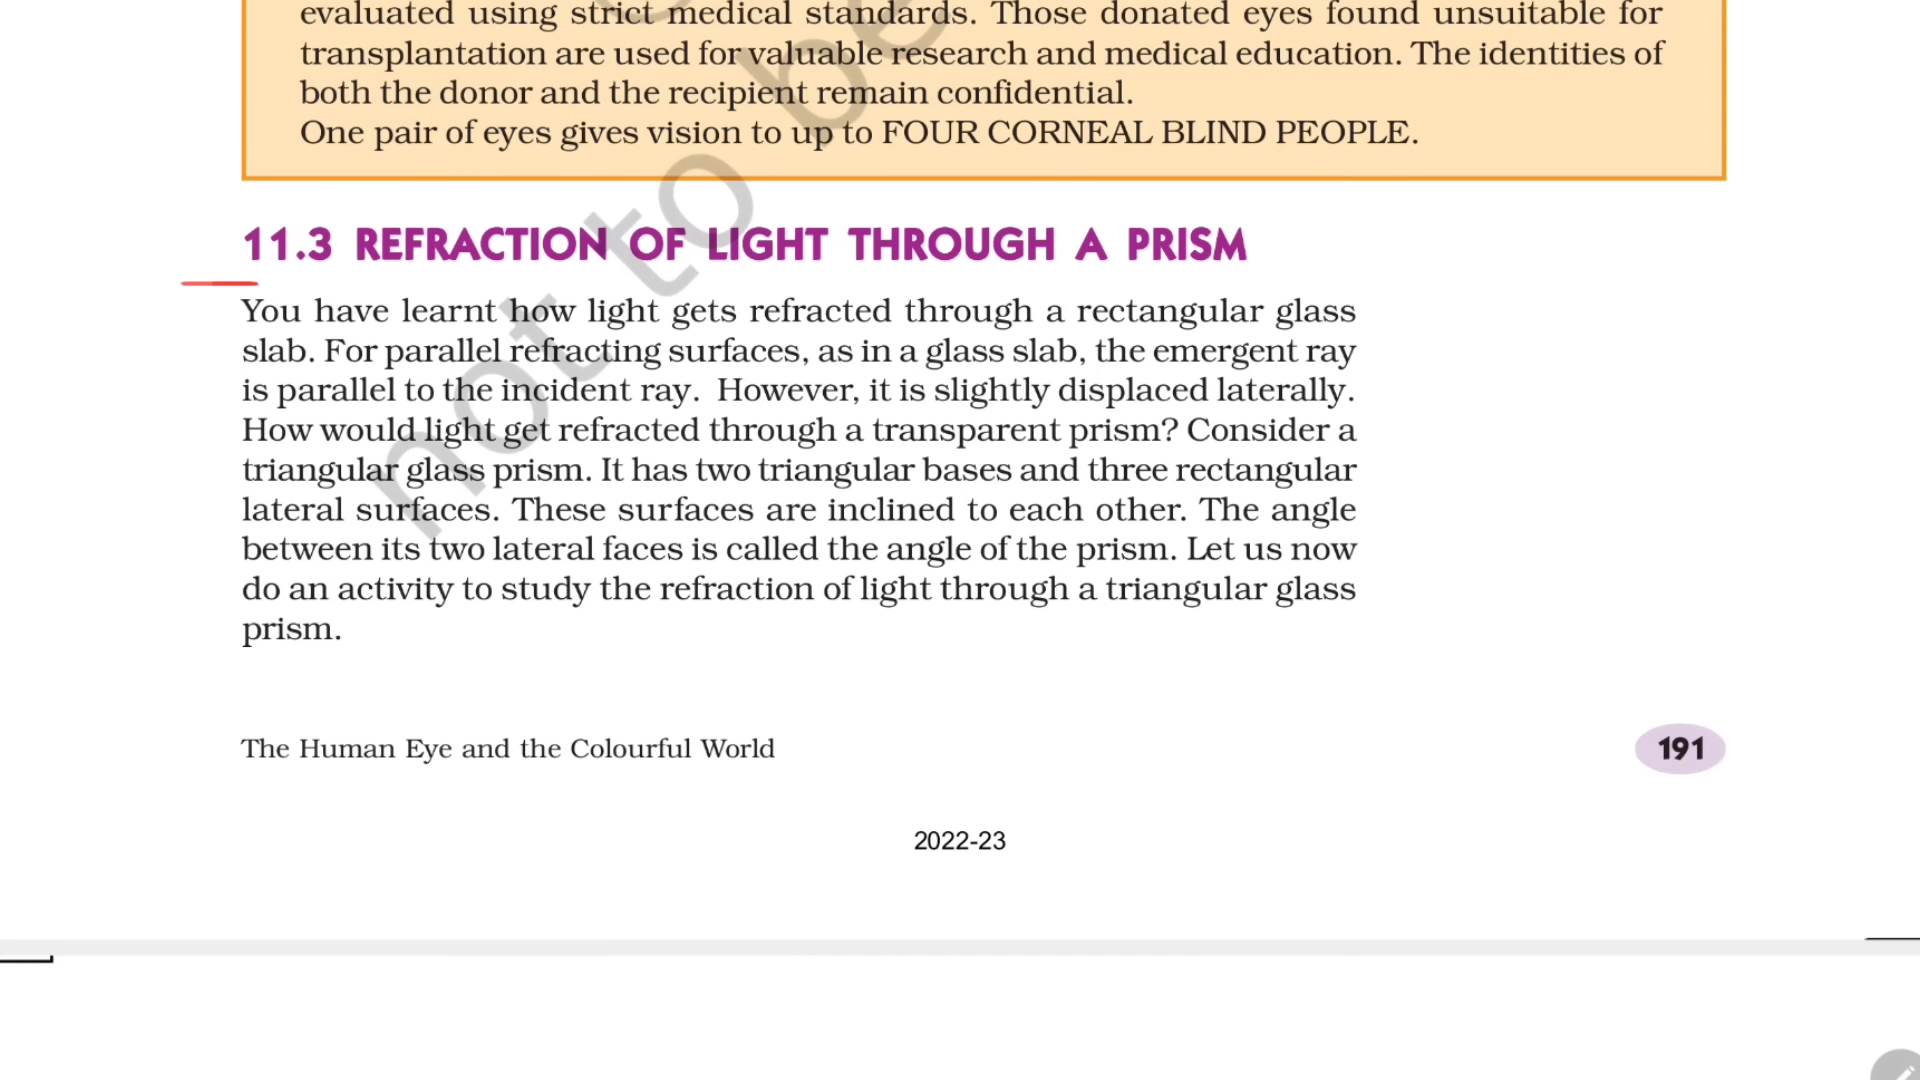 evaluated using strict medical standards. Those donated eyes found unsuitable for
transplantation are used for valuable research and medical education. The identities of
both the donor and the recipient remain confidential.
One pair of eyes gives vision to up to FOUR CORNEAL BLIND PEOPLE.
11.3 REFRACTION OF LIGHT THROUGH A PRISM
You have learnt how light gets refracted through a rectangular glass
slab. For parallel refracting surfaces, as in a glass slab, the emergent ray
is parallel to the incident ray. However, it is slightly displaced laterally.
How would light get refracted through a transparent prism? Consider a
triangular glass prism. It has two triangular bases and three rectangular
lateral surfaces. These surfaces are inclined to each other. The angle
between its two lateral faces is called the angle of the prism. Let us now
do an activity to study the refraction of light through a triangular glass
prism.
not to be
The Human Eye and the Colourful World
191
2022-23